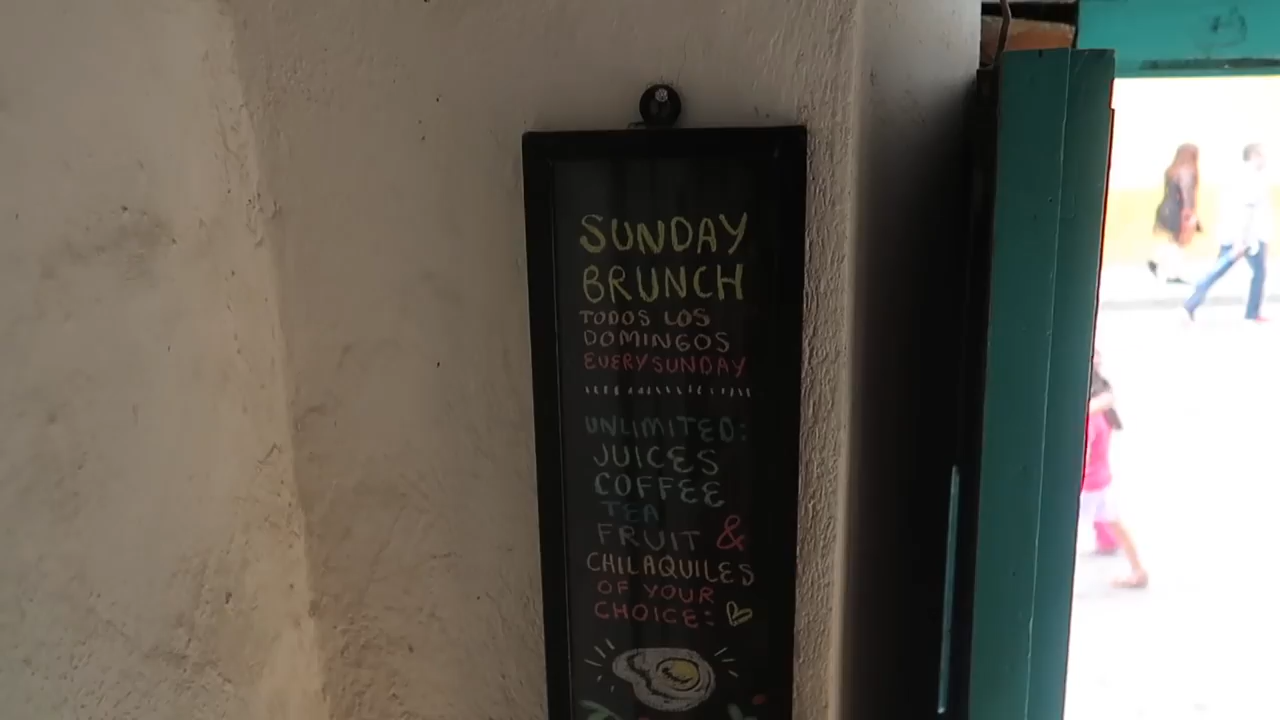 SUNDAY
BRUNCH
TODOS LOS
DOMINGOS
EVERY SUNDAY
UNLIMITED:
JUICES
COFFEE
TEA
FRUIT &
CHILAQUILES
OF YOUR
CHOICE: